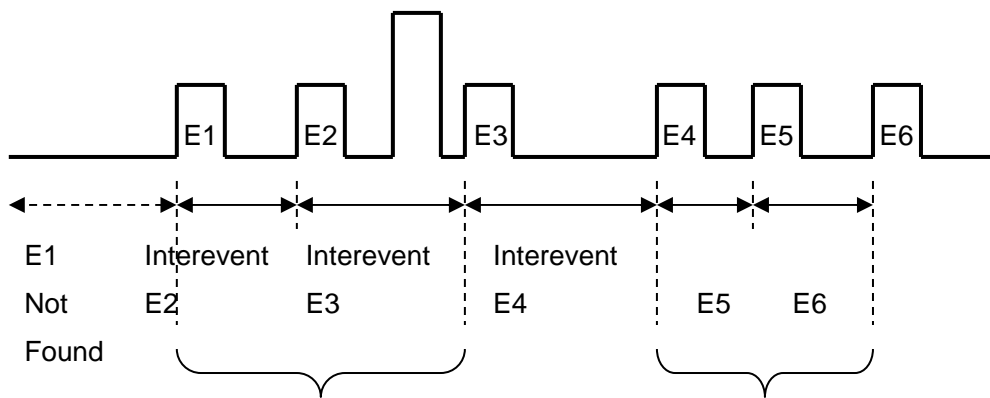 E1 E2 E3 E4 E5 E6
E1 Interevent Interevent Interevent
Not E2 E3 E4 E5 E6
Found